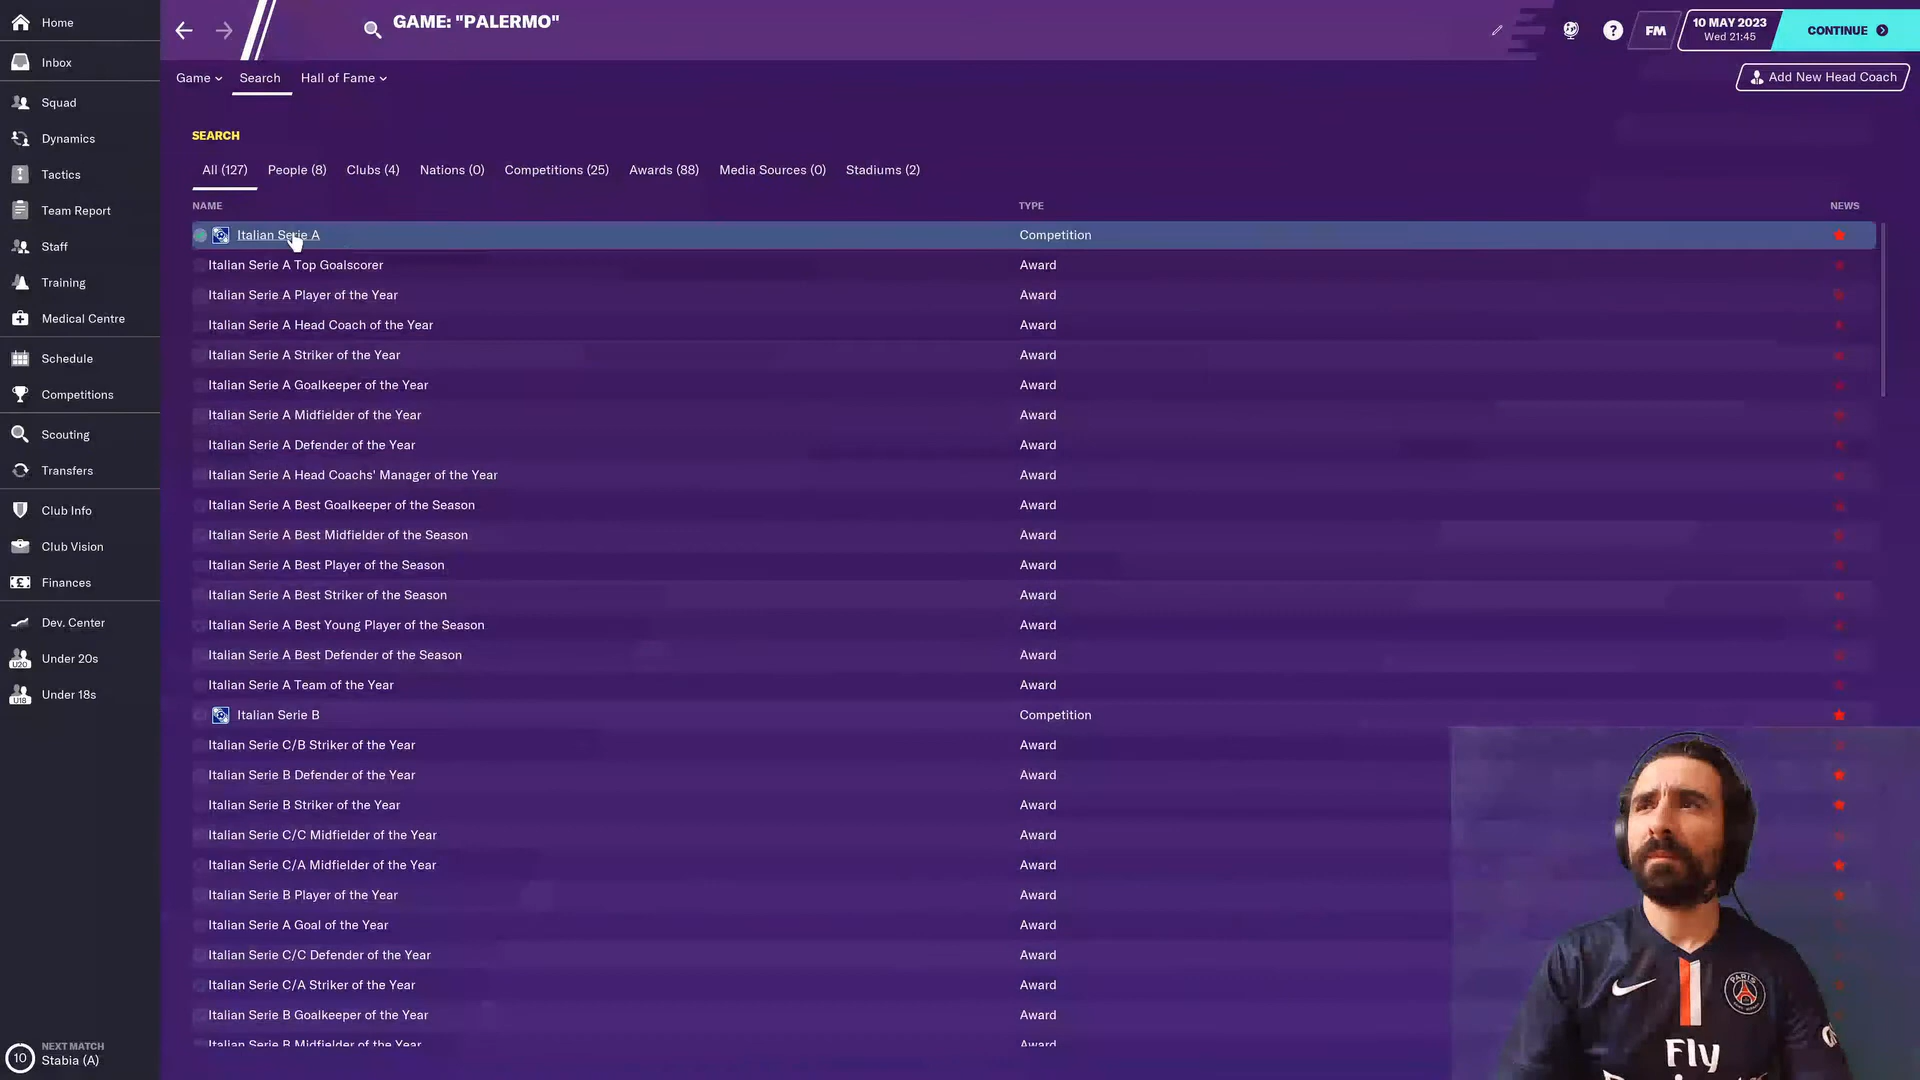 Home
Inbox
Squad
Dynamics
Tactics
Team Report
Staff
Training
Medical Centre
Schedule
Competitions
Scouting
Transfers
Club Info
Club Vision
Finances
Dev. Center
U20 Under 20s
U18 Under 18s
10 NEXT MATCH
Stabia (A)
GAME: "PALERMO"
? FM 10 MAY 2023 CONTINUE
Wed 21:45
Game Search Hall of Fame Add New Head Coach
SEARCH
All (127) People (8) Clubs (4) Nations (0) Competitions (25) Awards (88) Media Sources (0) Stadiums (2)
NAME TYPE NEWS
Italian Serie A Competition
Italian Serie A Top Goalscorer Award
Italian Serie A Player of the Year Award
Italian Serie A Head Coach of the Year Award
Italian Serie A Striker of the Year Award
Italian Serie A Goalkeeper of the Year Award
Italian Serie A Midfielder of the Year Award
Italian Serie A Defender of the Year Award
Italian Serie A Head Coachs' Manager of the Year Award
Italian Serie A Best Goalkeeper of the Season Award
Italian Serie A Best Midfielder of the Season Award
Italian Serie A Best Player of the Season Award
Italian Serie A Best Striker of the Season Award
Italian Serie A Best Young Player of the Season Award
Italian Serie A Best Defender of the Season Award
Italian Serie A Team of the Year Award
Italian Serie B Competition
Italian Serie C/B Striker of the Year Award
Italian Serie B Defender of the Year Award
Italian Serie B Striker of the Year Award
Italian Serie C/C Midfielder of the Year Award
Italian Serie C/A Midfielder of the Year Award
Italian Serie B Player of the Year Award
Italian Serie A Goal of the Year Award
Italian Serie C/C Defender of the Year Award
Italian Serie C/A Striker of the Year Award
Italian Serie B Goalkeeper of the Year Award
Italian Serie B Midfielder of the Year Award
PARIS
Fly